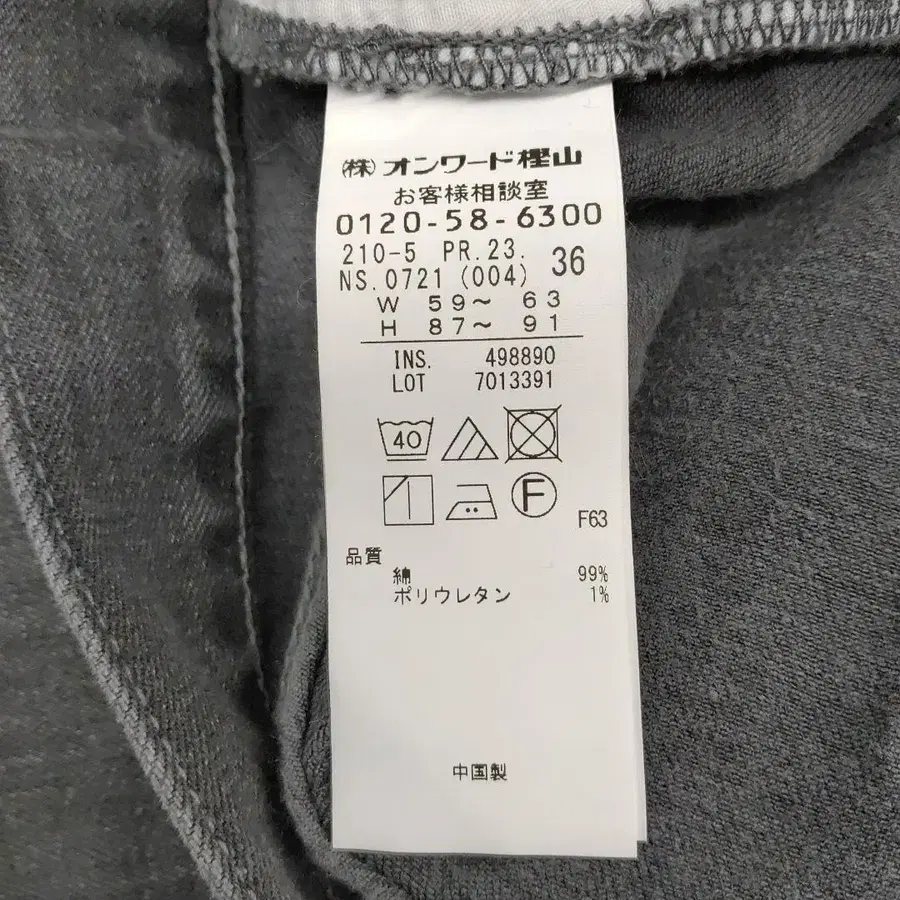 (株)オンワード樫山
お客様相談室
0120-58-6300
210-5 PR.23.
NS.0721 (004) 36
W 59〜 63
H 87〜 91
INS. 498890
LOT 7013391
40
F
F63
品質
綿 99%
ポリウレタン 1%
中国製